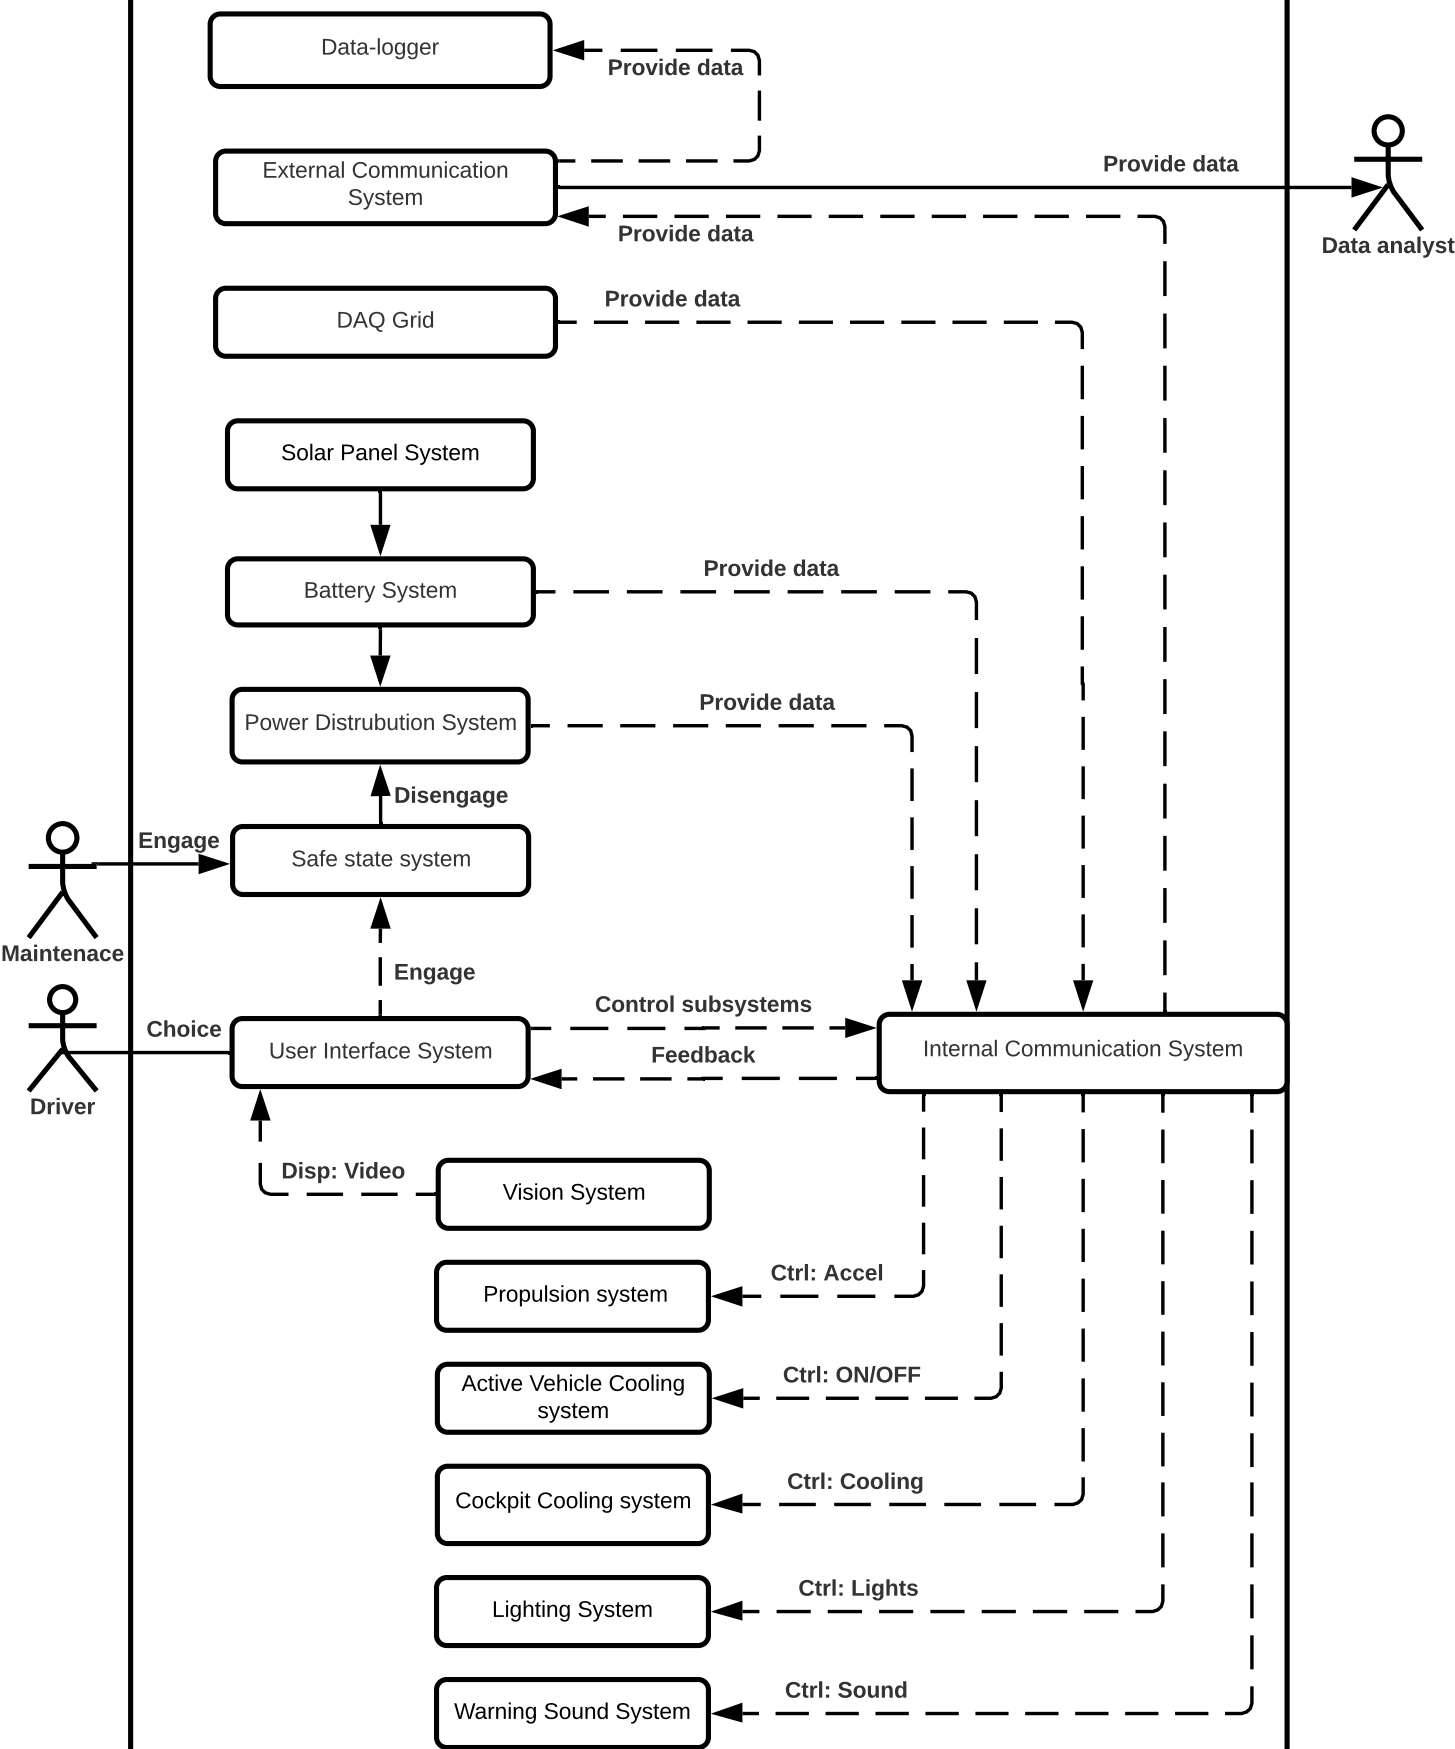 Data-logger
Provide data
External Communication
System
Provide data
Provide data
Data analyst
DAQ Grid
Provide data
Solar Panel System
Battery System
Provide data
Power Distrubution System
Provide data
Disengage
Engage
Safe state system
Maintenace
Engage
Choice
User Interface System
Control subsystems
Feedback
Internal Communication System
Driver
Disp: Video
Vision System
Propulsion system
Ctrl: Accel
Active Vehicle Cooling
system
Ctrl: ON/OFF
Cockpit Cooling system
Ctrl: Cooling
Lighting System
Ctrl: Lights
Warning Sound System
Ctrl: Sound